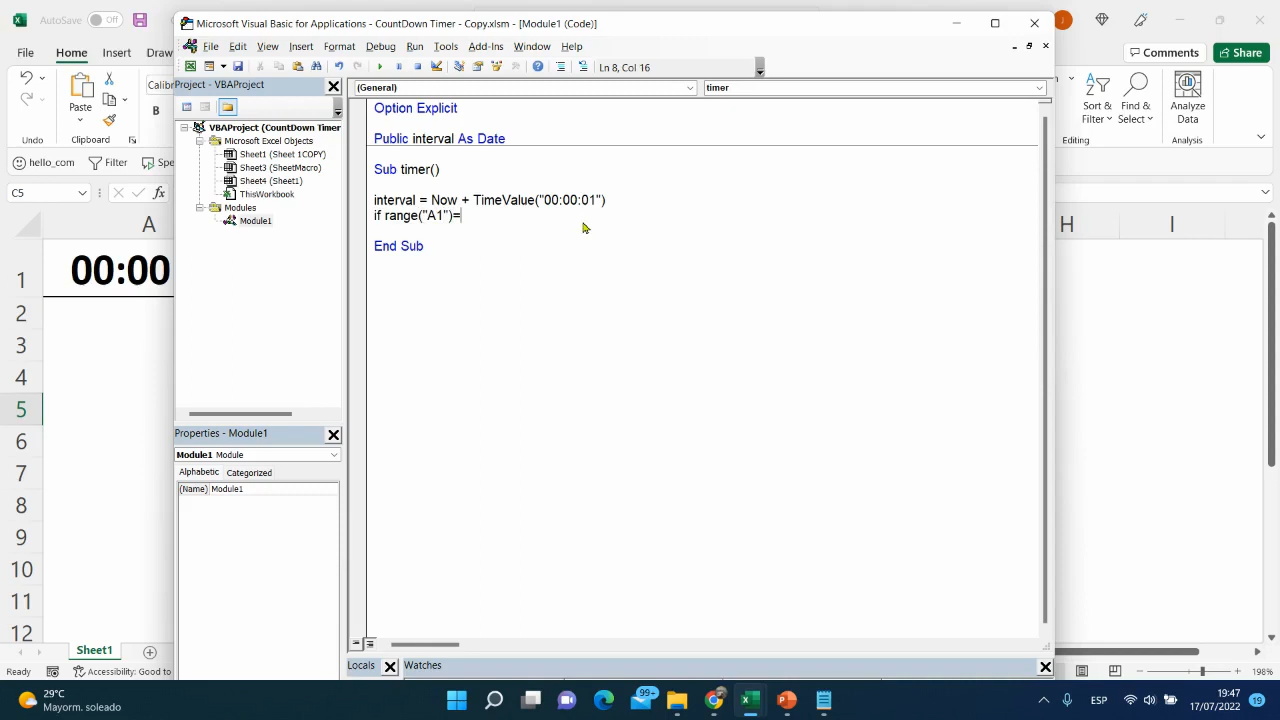 AutoSave Off
Microsoft Visual Basic for Applications - CountDown Timer - Copy.xlsm - [Module1 (Code)]
J
File Home Insert Draw
Comments Share
File Edit View Insert Format Debug Run Tools Add-Ins Window Help
Ln 8, Col 16
Paste
Calibri
B
Undo
Clipboard
Sort & Filter
Find & Select
Analyze Data
Editing
hello_com Filter Spe
C5 fx
Project - VBAProject
(General) timer
VBAProject (CountDown Timer
Microsoft Excel Objects
Sheet1 (Sheet 1COPY)
Sheet3 (SheetMacro)
Sheet4 (Sheet1)
ThisWorkbook
Modules
Module1
Option Explicit
Public interval As Date
Sub timer()
interval = Now + TimeValue("00:00:01")
if range("A1")=
End Sub
Properties - Module1
Module1 Module
Alphabetic Categorized
(Name) Module1
A H I
1 00:00
2
3
4
5
6
7
8
9
10
11
12
Sheet1
Locals Watches
Ready Accessibility: Good to 198%
29°C
Mayorm. soleado
99+
ESP
19:47
17/07/2022
19